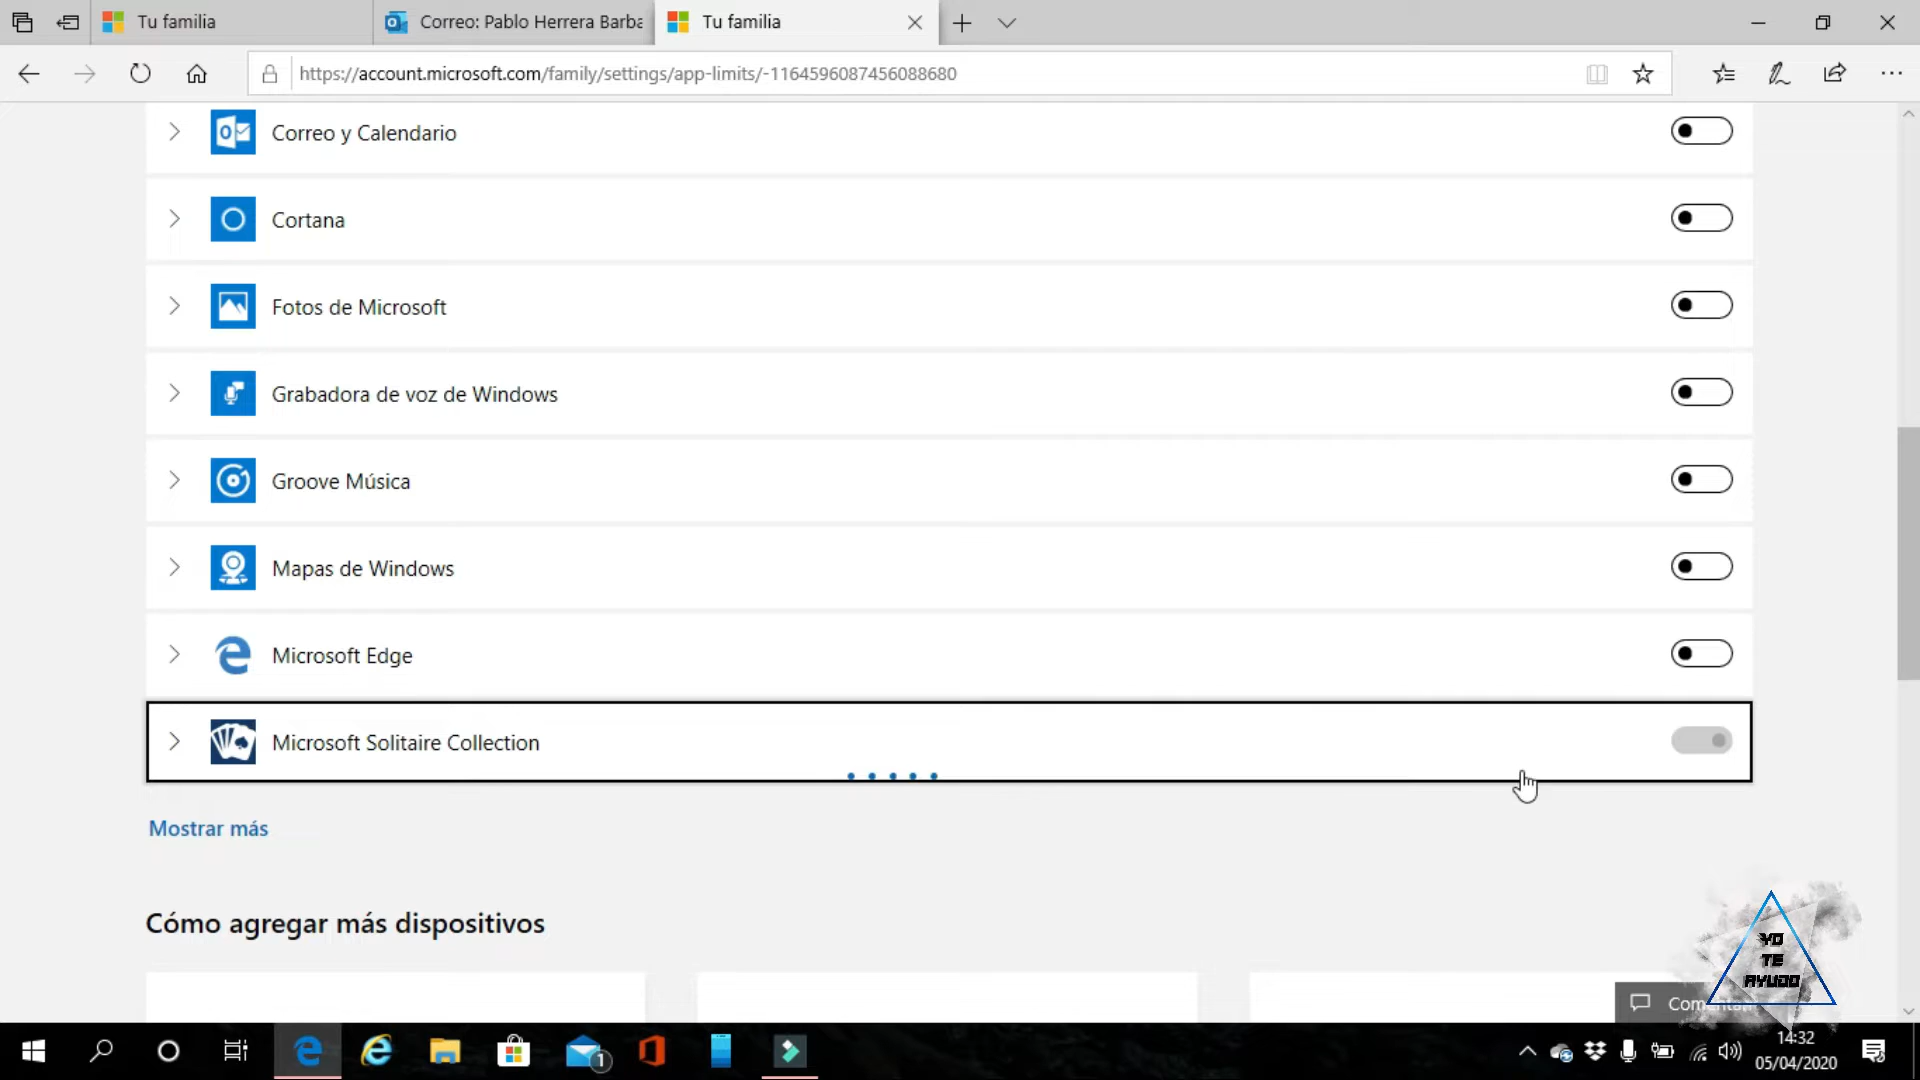 Tu familia
Correo: Pablo Herrera Barba
Tu familia
https://account.microsoft.com/family/settings/app-limits/-1164596087456088680
Correo y Calendario
Cortana
Fotos de Microsoft
Grabadora de voz de Windows
Groove Música
Mapas de Windows
Microsoft Edge
Microsoft Solitaire Collection
Mostrar más
Cómo agregar más dispositivos
YO
TE
AYUDO
1
14:32
05/04/2020